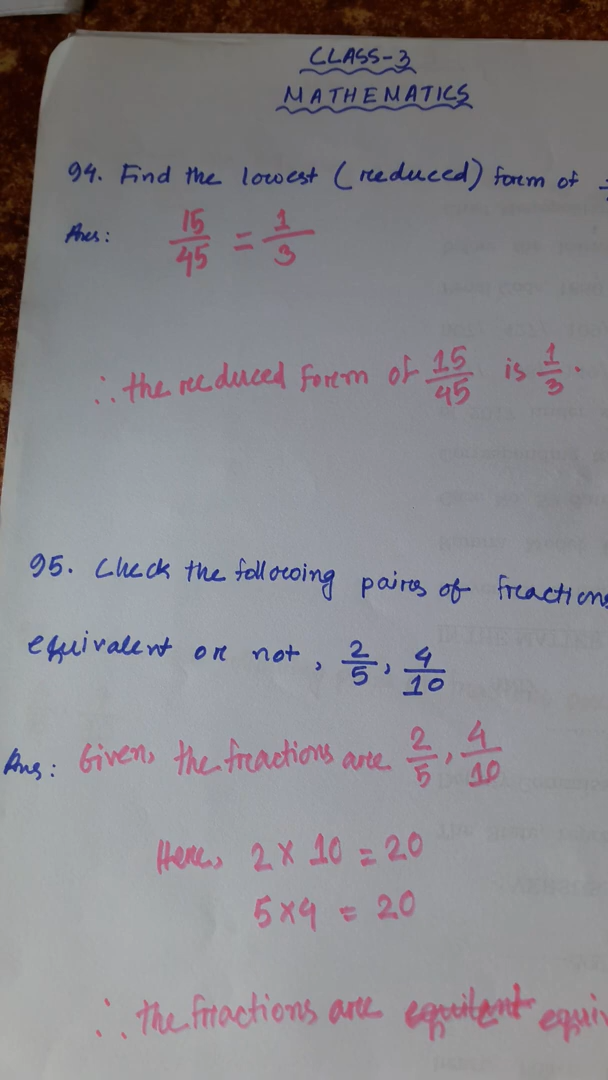 CLASS-3
MATHEMATICS
94. Find the lowest (reduced) form of
Ans: 15/45 = 1/3
∴ the reduced form of 15/45 is 1/3.
95. Check the following pairs of fractions
equivalent or not, 2/5, 4/10
Ans: Given, the fractions are 2/5, 4/10
Here, 2 × 10 = 20
5 × 4 = 20
∴ the fractions are equi